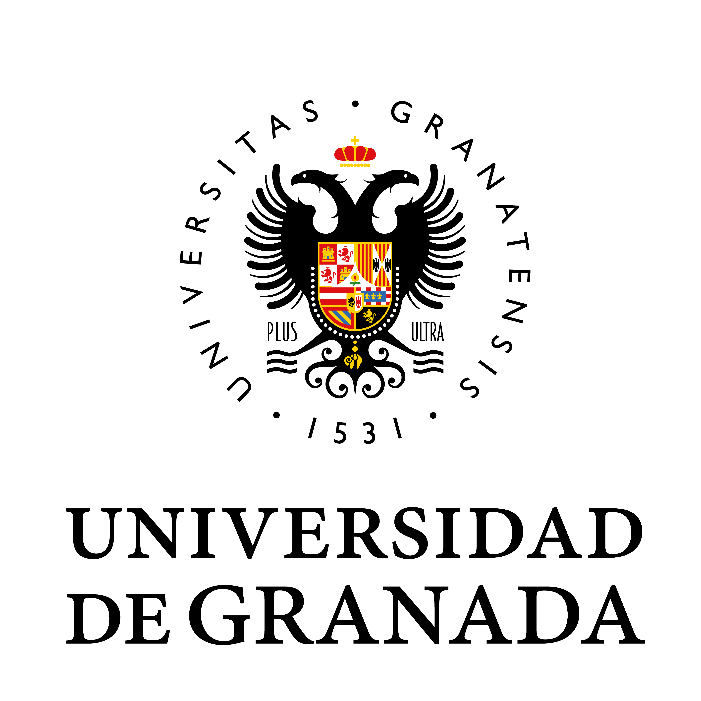 UNIVERSITAS · GRANATENSIS
· 1531 ·
PLUS ULTRA
UNIVERSIDAD
DE GRANADA